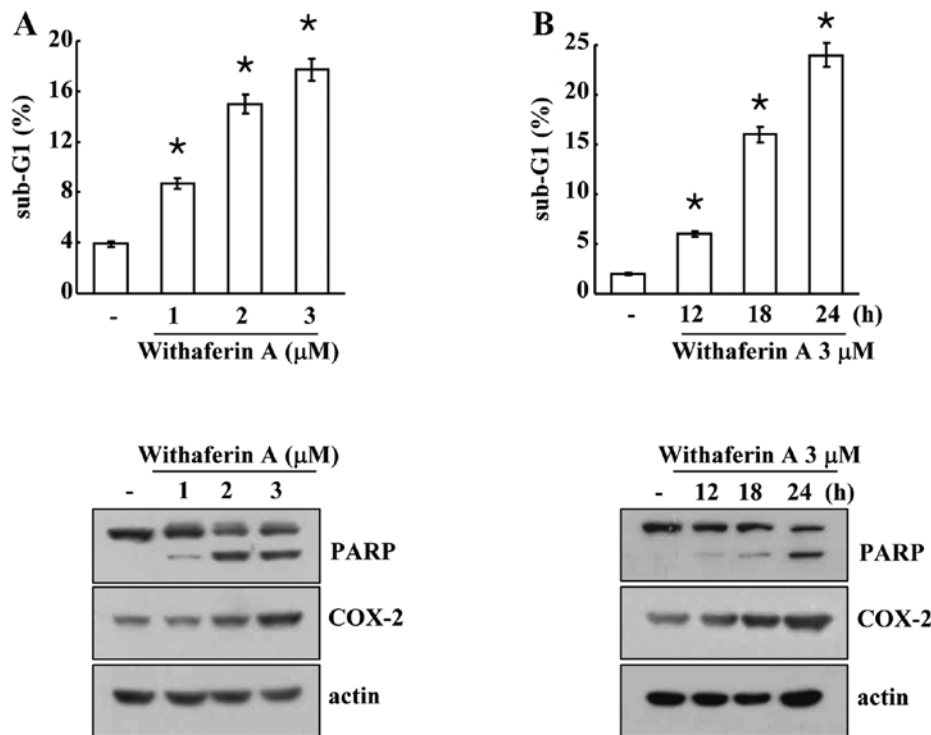 A
sub-G1 (%)
20
16
12
8
4
0
- 1 2 3
Withaferin A (μM)
*
*
*
B
sub-G1 (%)
25
20
15
10
5
0
- 12 18 24 (h)
Withaferin A 3 μM
*
*
*
Withaferin A (μM)
- 1 2 3
PARP
COX-2
actin
Withaferin A 3 μM
- 12 18 24 (h)
PARP
COX-2
actin